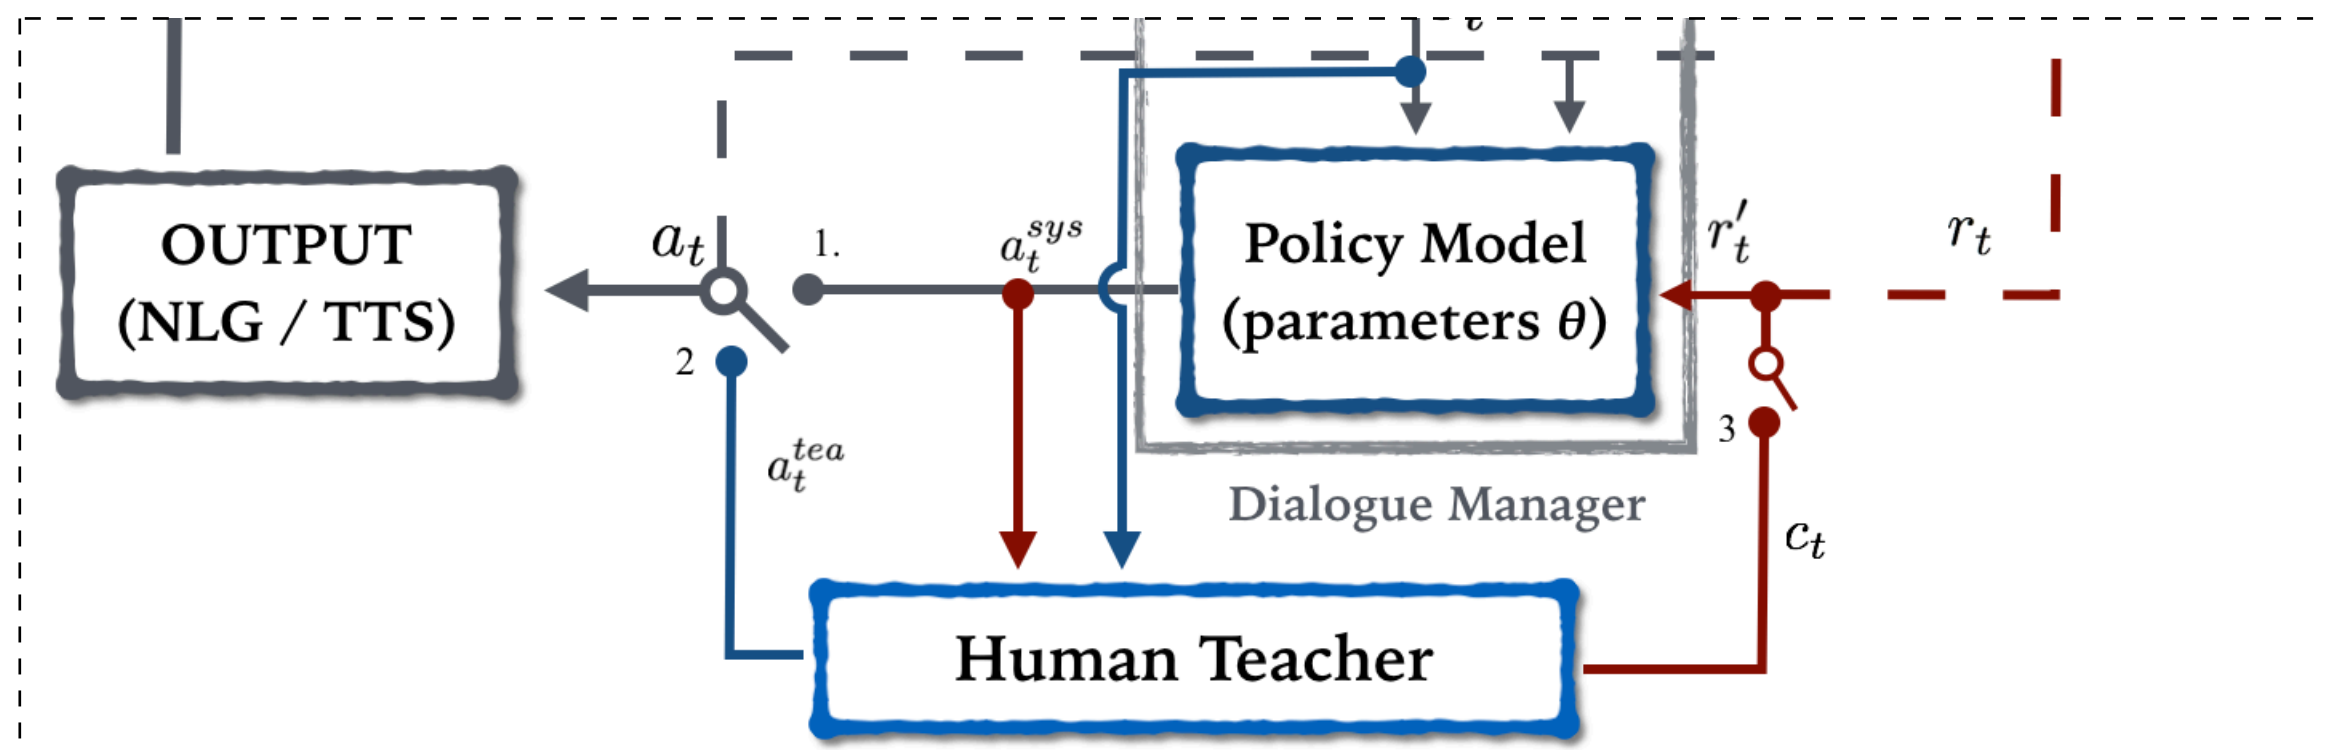 OUTPUT
(NLG / TTS)
a_t
1.
a_t^{sys}
Policy Model
(parameters θ)
r'_t
r_t
2
a_t^{tea}
3
Dialogue Manager
c_t
Human Teacher